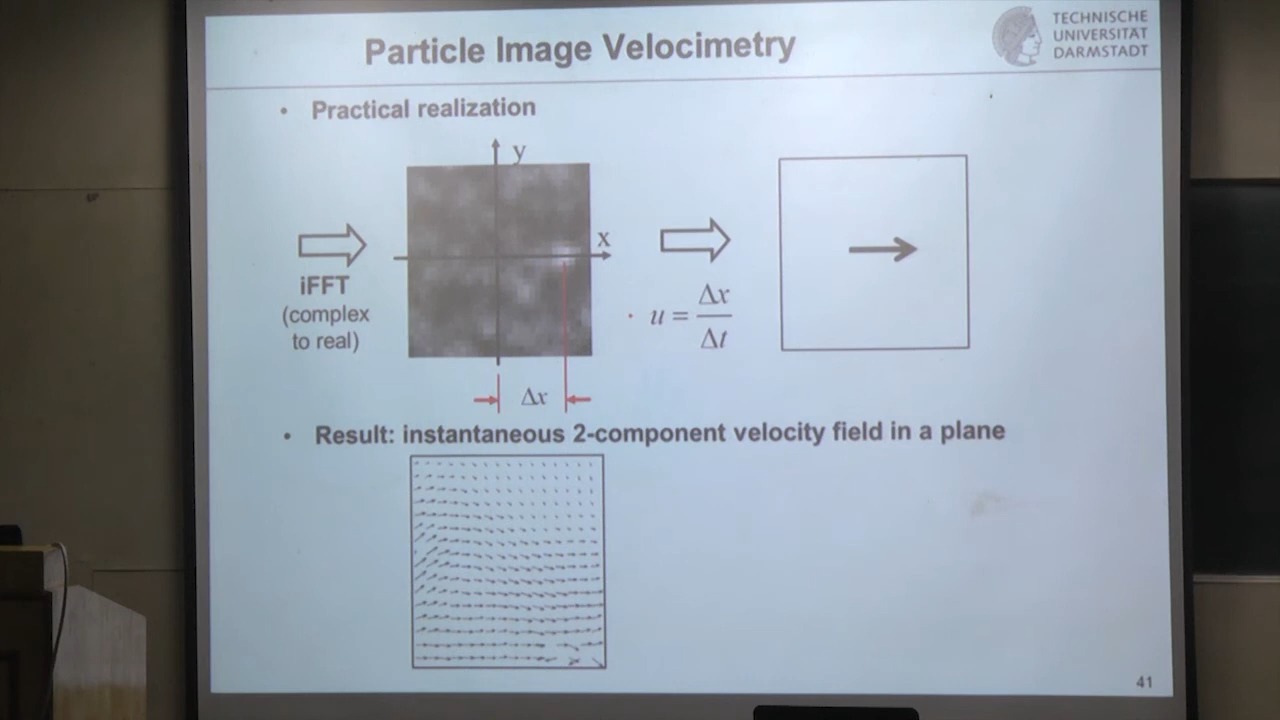 Particle Image Velocimetry
TECHNISCHE
UNIVERSITÄT
DARMSTADT
• Practical realization
y
x
iFFT
(complex
to real)
u = Δx / Δt
Δx
• Result: instantaneous 2-component velocity field in a plane
41